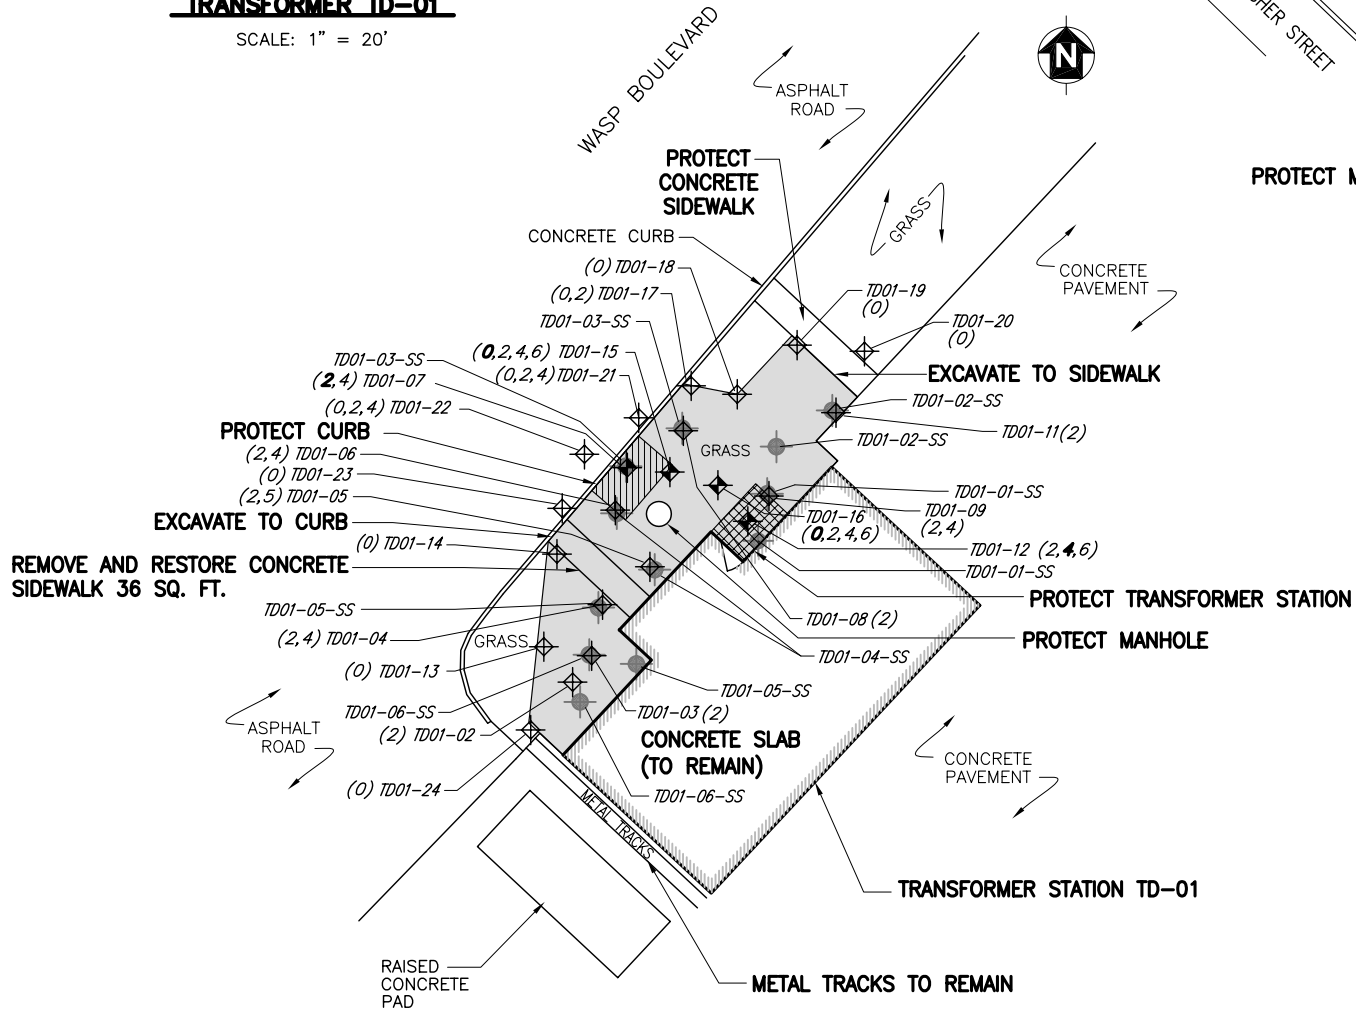 TRANSFORMER TD-01
SCALE: 1" = 20'
WASP BOULEVARD
ASPHALT
ROAD
N
STREET
PROTECT
CONCRETE
SIDEWALK
PROTECT
GRASS
CONCRETE CURB
CONCRETE
PAVEMENT
(0) TD01-18
(0,2) TD01-17
TD01-03-SS
(0,2,4,6) TD01-15
(0,2,4) TD01-21
TD01-19
(0)
TD01-20
(0)
TD01-03-SS
(2,4) TD01-07
(0,2,4) TD01-22
PROTECT CURB
(2,4) TD01-06
(0) TD01-23
(2,5) TD01-05
EXCAVATE TO CURB
(0) TD01-14
REMOVE AND RESTORE CONCRETE
SIDEWALK 36 SQ. FT.
EXCAVATE TO SIDEWALK
TD01-02-SS
TD01-11(2)
TD01-02-SS
GRASS
TD01-01-SS
TD01-09
(2,4)
TD01-16
(0,2,4,6)
TD01-12 (2,4,6)
TD01-01-SS
PROTECT TRANSFORMER STATION
TD01-08(2)
PROTECT MANHOLE
TD01-04-SS
TD01-05-SS
(2,4) TD01-04
GRASS
(0) TD01-13
TD01-05-SS
TD01-06-SS
TD01-03(2)
(2) TD01-02
ASPHALT
ROAD
CONCRETE SLAB
(TO REMAIN)
CONCRETE
PAVEMENT
(0) TD01-24
TD01-06-SS
METAL TRACKS
TRANSFORMER STATION TD-01
RAISED
CONCRETE
PAD
METAL TRACKS TO REMAIN